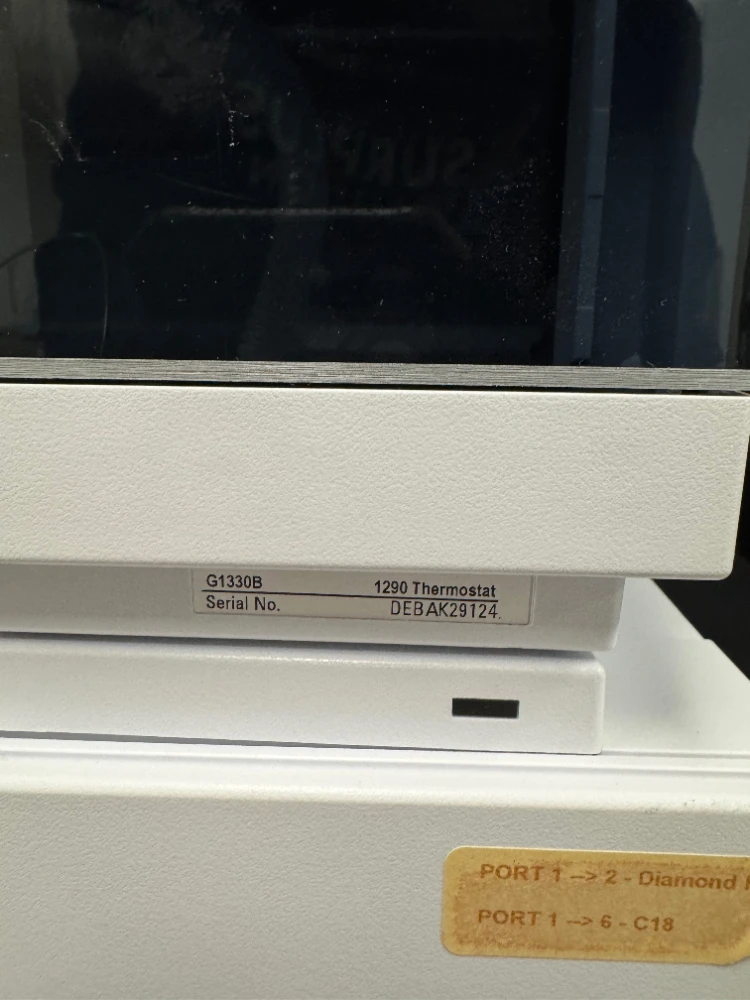 G1330B 1290 Thermostat
Serial No. DEBAK29124.
PORT 1 --> 2 - Diamond
PORT 1 --> 6 - C18